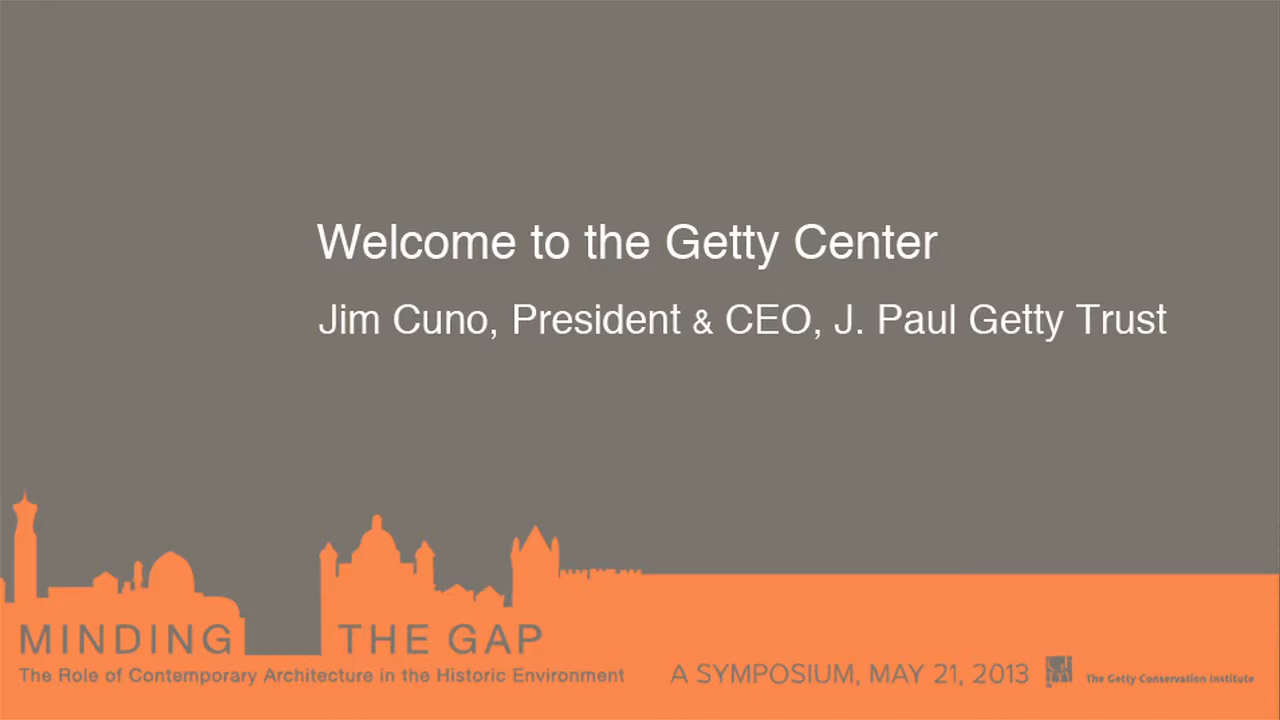 Welcome to the Getty Center
Jim Cuno, President & CEO, J. Paul Getty Trust
MINDING THE GAP
The Role of Contemporary Architecture in the Historic Environment
A SYMPOSIUM, MAY 21, 2013
The Getty Conservation Institute